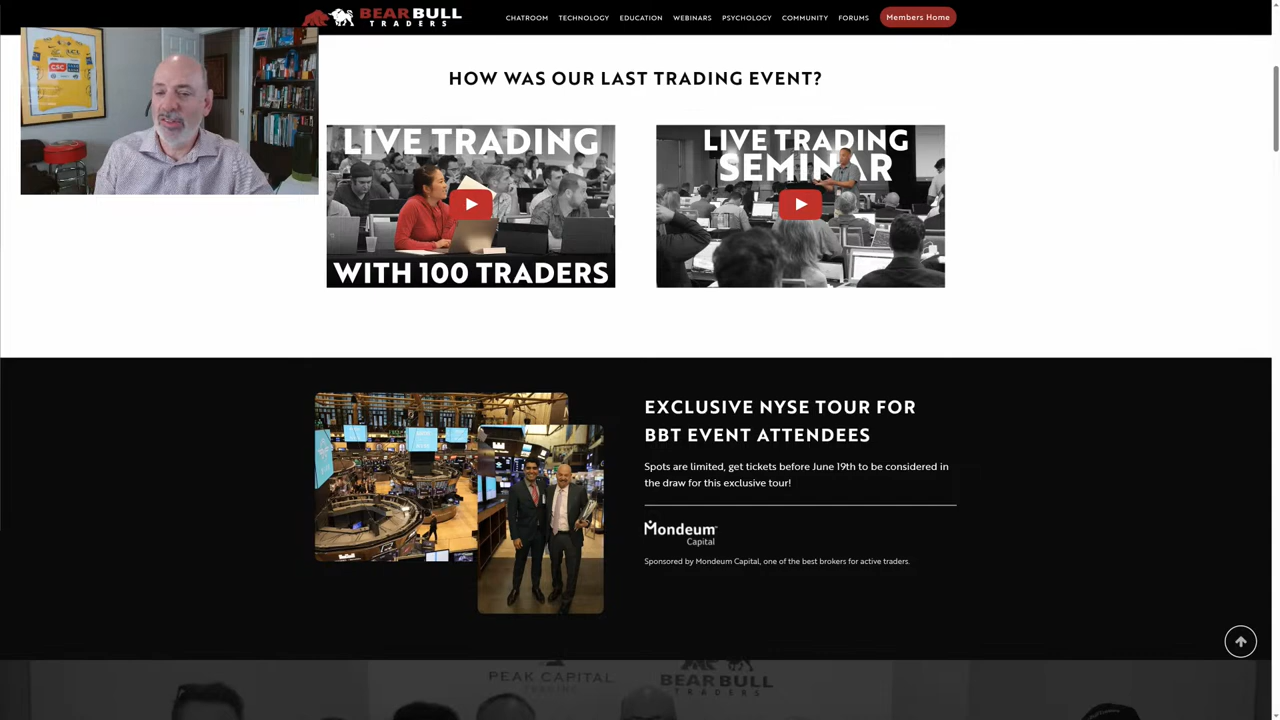 BEAR BULL
TRADERS
CHATROOM TECHNOLOGY EDUCATION WEBINARS PSYCHOLOGY COMMUNITY FORUMS Members Home
HOW WAS OUR LAST TRADING EVENT?
LCL
CSC
LIVE TRADING
WITH 100 TRADERS
LIVE TRADING
SEMINAR
EXCLUSIVE NYSE TOUR FOR
BBT EVENT ATTENDEES
Spots are limited, get tickets before June 19th to be considered in
the draw for this exclusive tour!
Mondeum
Capital
Sponsored by Mondeum Capital, one of the best brokers for active traders.
PEAK CAPITAL
TRADING
BEAR BULL
TRADERS